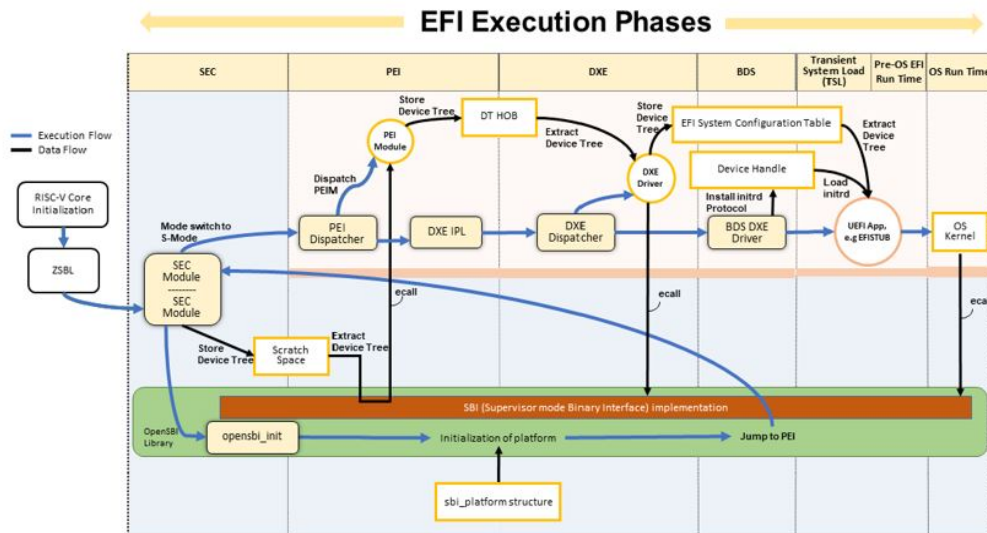 EFI Execution Phases
SEC
PEI
DXE
BDS
Transient
System Load
(TSL)
Pre-OS EFI
Run Time
OS Run Time
Execution Flow
Data Flow
RISC-V Core
Initialization
ZSBL
Store
Device Tree
PEI
Module
DT HOB
Extract
Device Tree
Store
Device
Tree
EFI System Configuration Table
Extract
Device
Tree
Dispatch
PEIM
DXE
Driver
Device Handle
Load
initrd
Install initrd
Protocol
Mode switch to
S-Mode
PEI
Dispatcher
DXE IPL
DXE
Dispatcher
BDS DXE
Driver
UEFI App,
e.g EFISTUB
OS
Kernel
SEC
Module
---------
SEC
Module
ecall
ecall
eca
Store
Device Tree
Scratch
Space
Extract
Device Tree
SBI (Supervisor mode Binary Interface) implementation
OpenSBI
Library
opensbi_init
Initialization of platform
Jump to PEI
sbi_platform structure